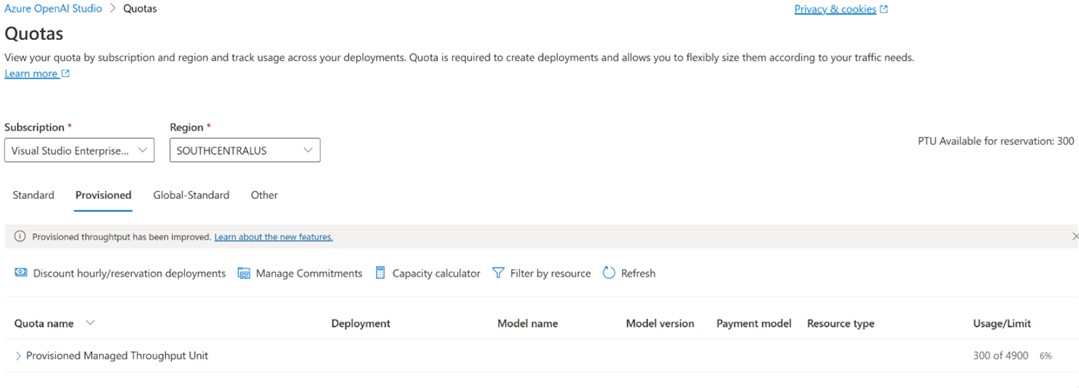 Azure OpenAI Studio > Quotas
Privacy & cookies
Quotas
View your quota by subscription and region and track usage across your deployments. Quota is required to create deployments and allows you to flexibly size them according to your traffic needs.
Learn more
Subscription *
Region *
Visual Studio Enterprise...
SOUTHCENTRALUS
PTU Available for reservation: 300
Standard Provisioned Global-Standard Other
Provisioned throughtput has been improved. Learn about the new features.
Discount hourly/reservation deployments Manage Commitments Capacity calculator Filter by resource Refresh
Quota name Deployment Model name Model version Payment model Resource type Usage/Limit
Provisioned Managed Throughput Unit 300 of 4900 6%